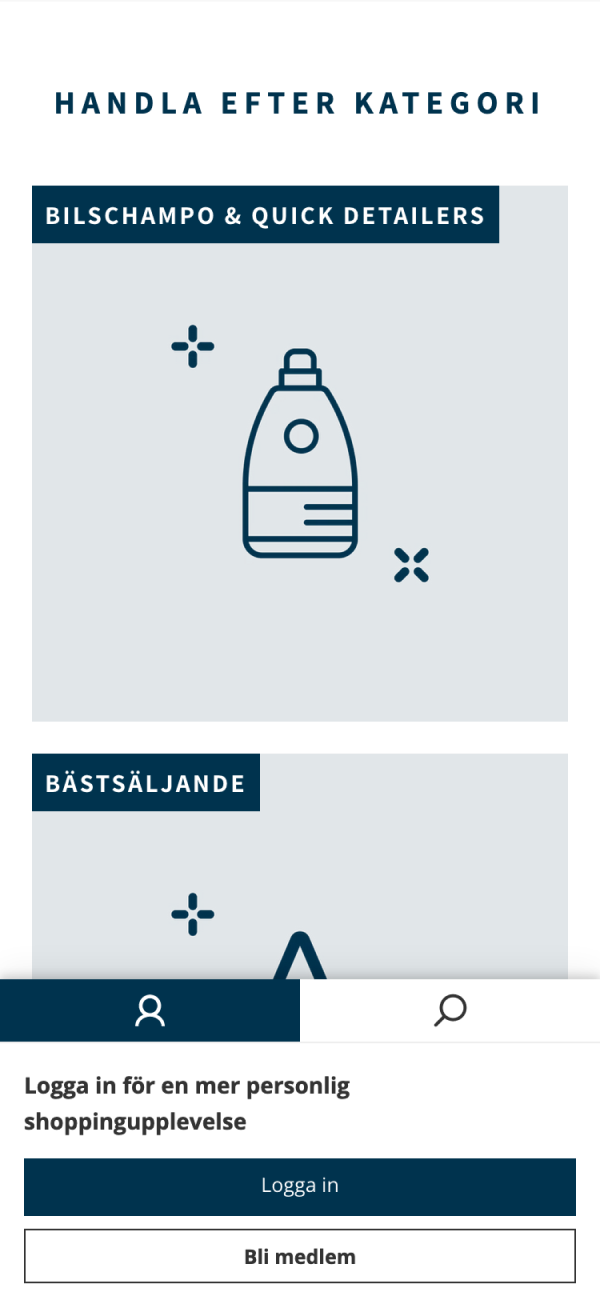 HANDLA EFTER KATEGORI
BILSCHAMPO & QUICK DETAILERS
BÄSTSÄLJANDE
Logga in för en mer personlig
shoppingupplevelse
Logga in
Bli medlem